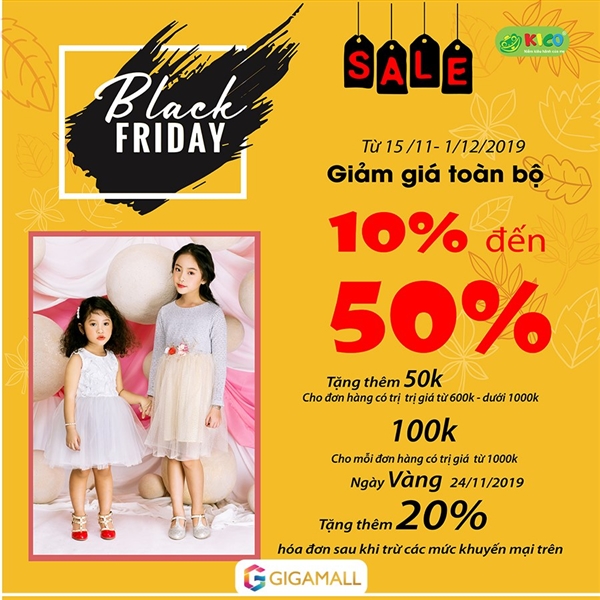 Black
FRIDAY
SALE
KICO
Từ 15 /11- 1/12/2019
Giảm giá toàn bộ
10% đến
50%
Tặng thêm 50k
Cho đơn hàng có trị trị giá từ 600k - dưới 1000k
100k
Cho mỗi đơn hàng có trị giá từ 1000k
Ngày Vàng 24/11/2019
Tặng thêm 20%
hóa đơn sau khi trừ các mức khuyến mại trên
GIGAMALL